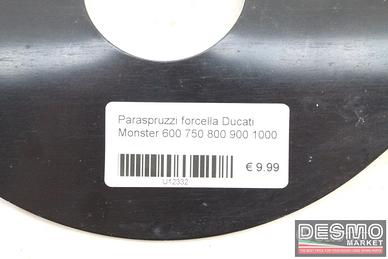 Paraspruzzi forcella Ducati
Monster 600 750 800 900 1000
€ 9.99
U12332
DESMO
MARKET